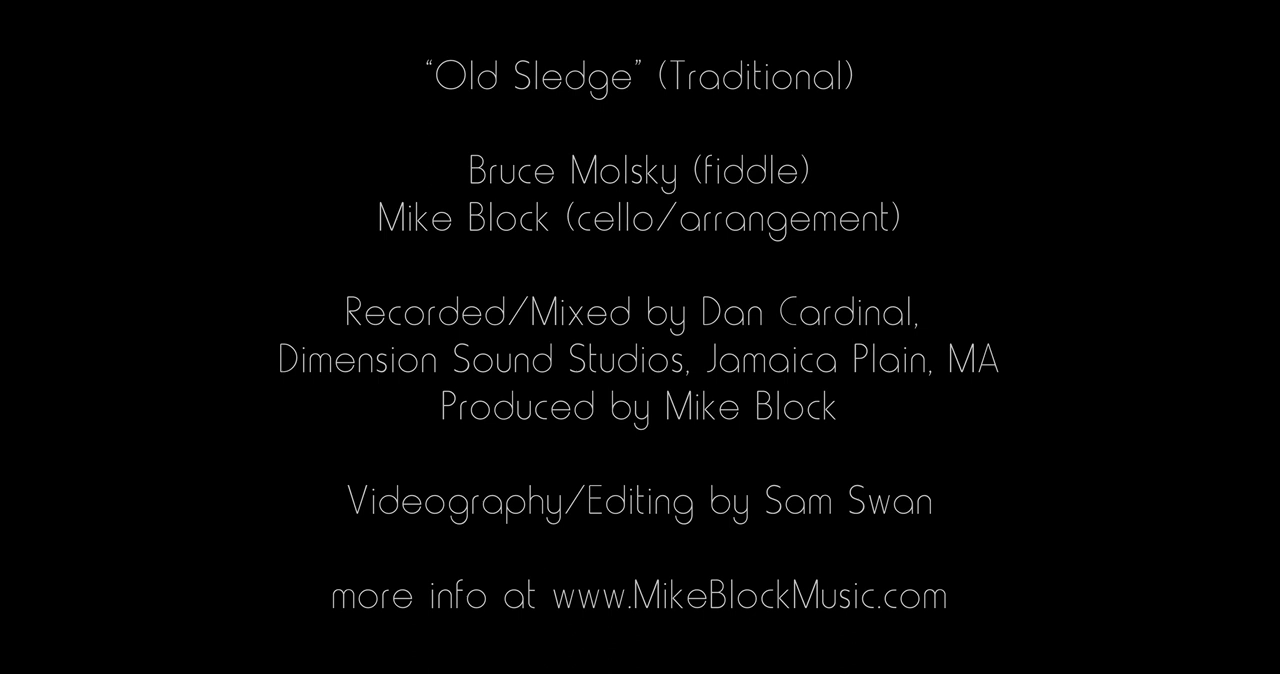 “Old Sledge” (Traditional)
Bruce Molsky (fiddle)
Mike Block (cello/arrangement)
Recorded/Mixed by Dan Cardinal,
Dimension Sound Studios, Jamaica Plain, MA
Produced by Mike Block
Videography/Editing by Sam Swan
more info at www.MikeBlockMusic.com